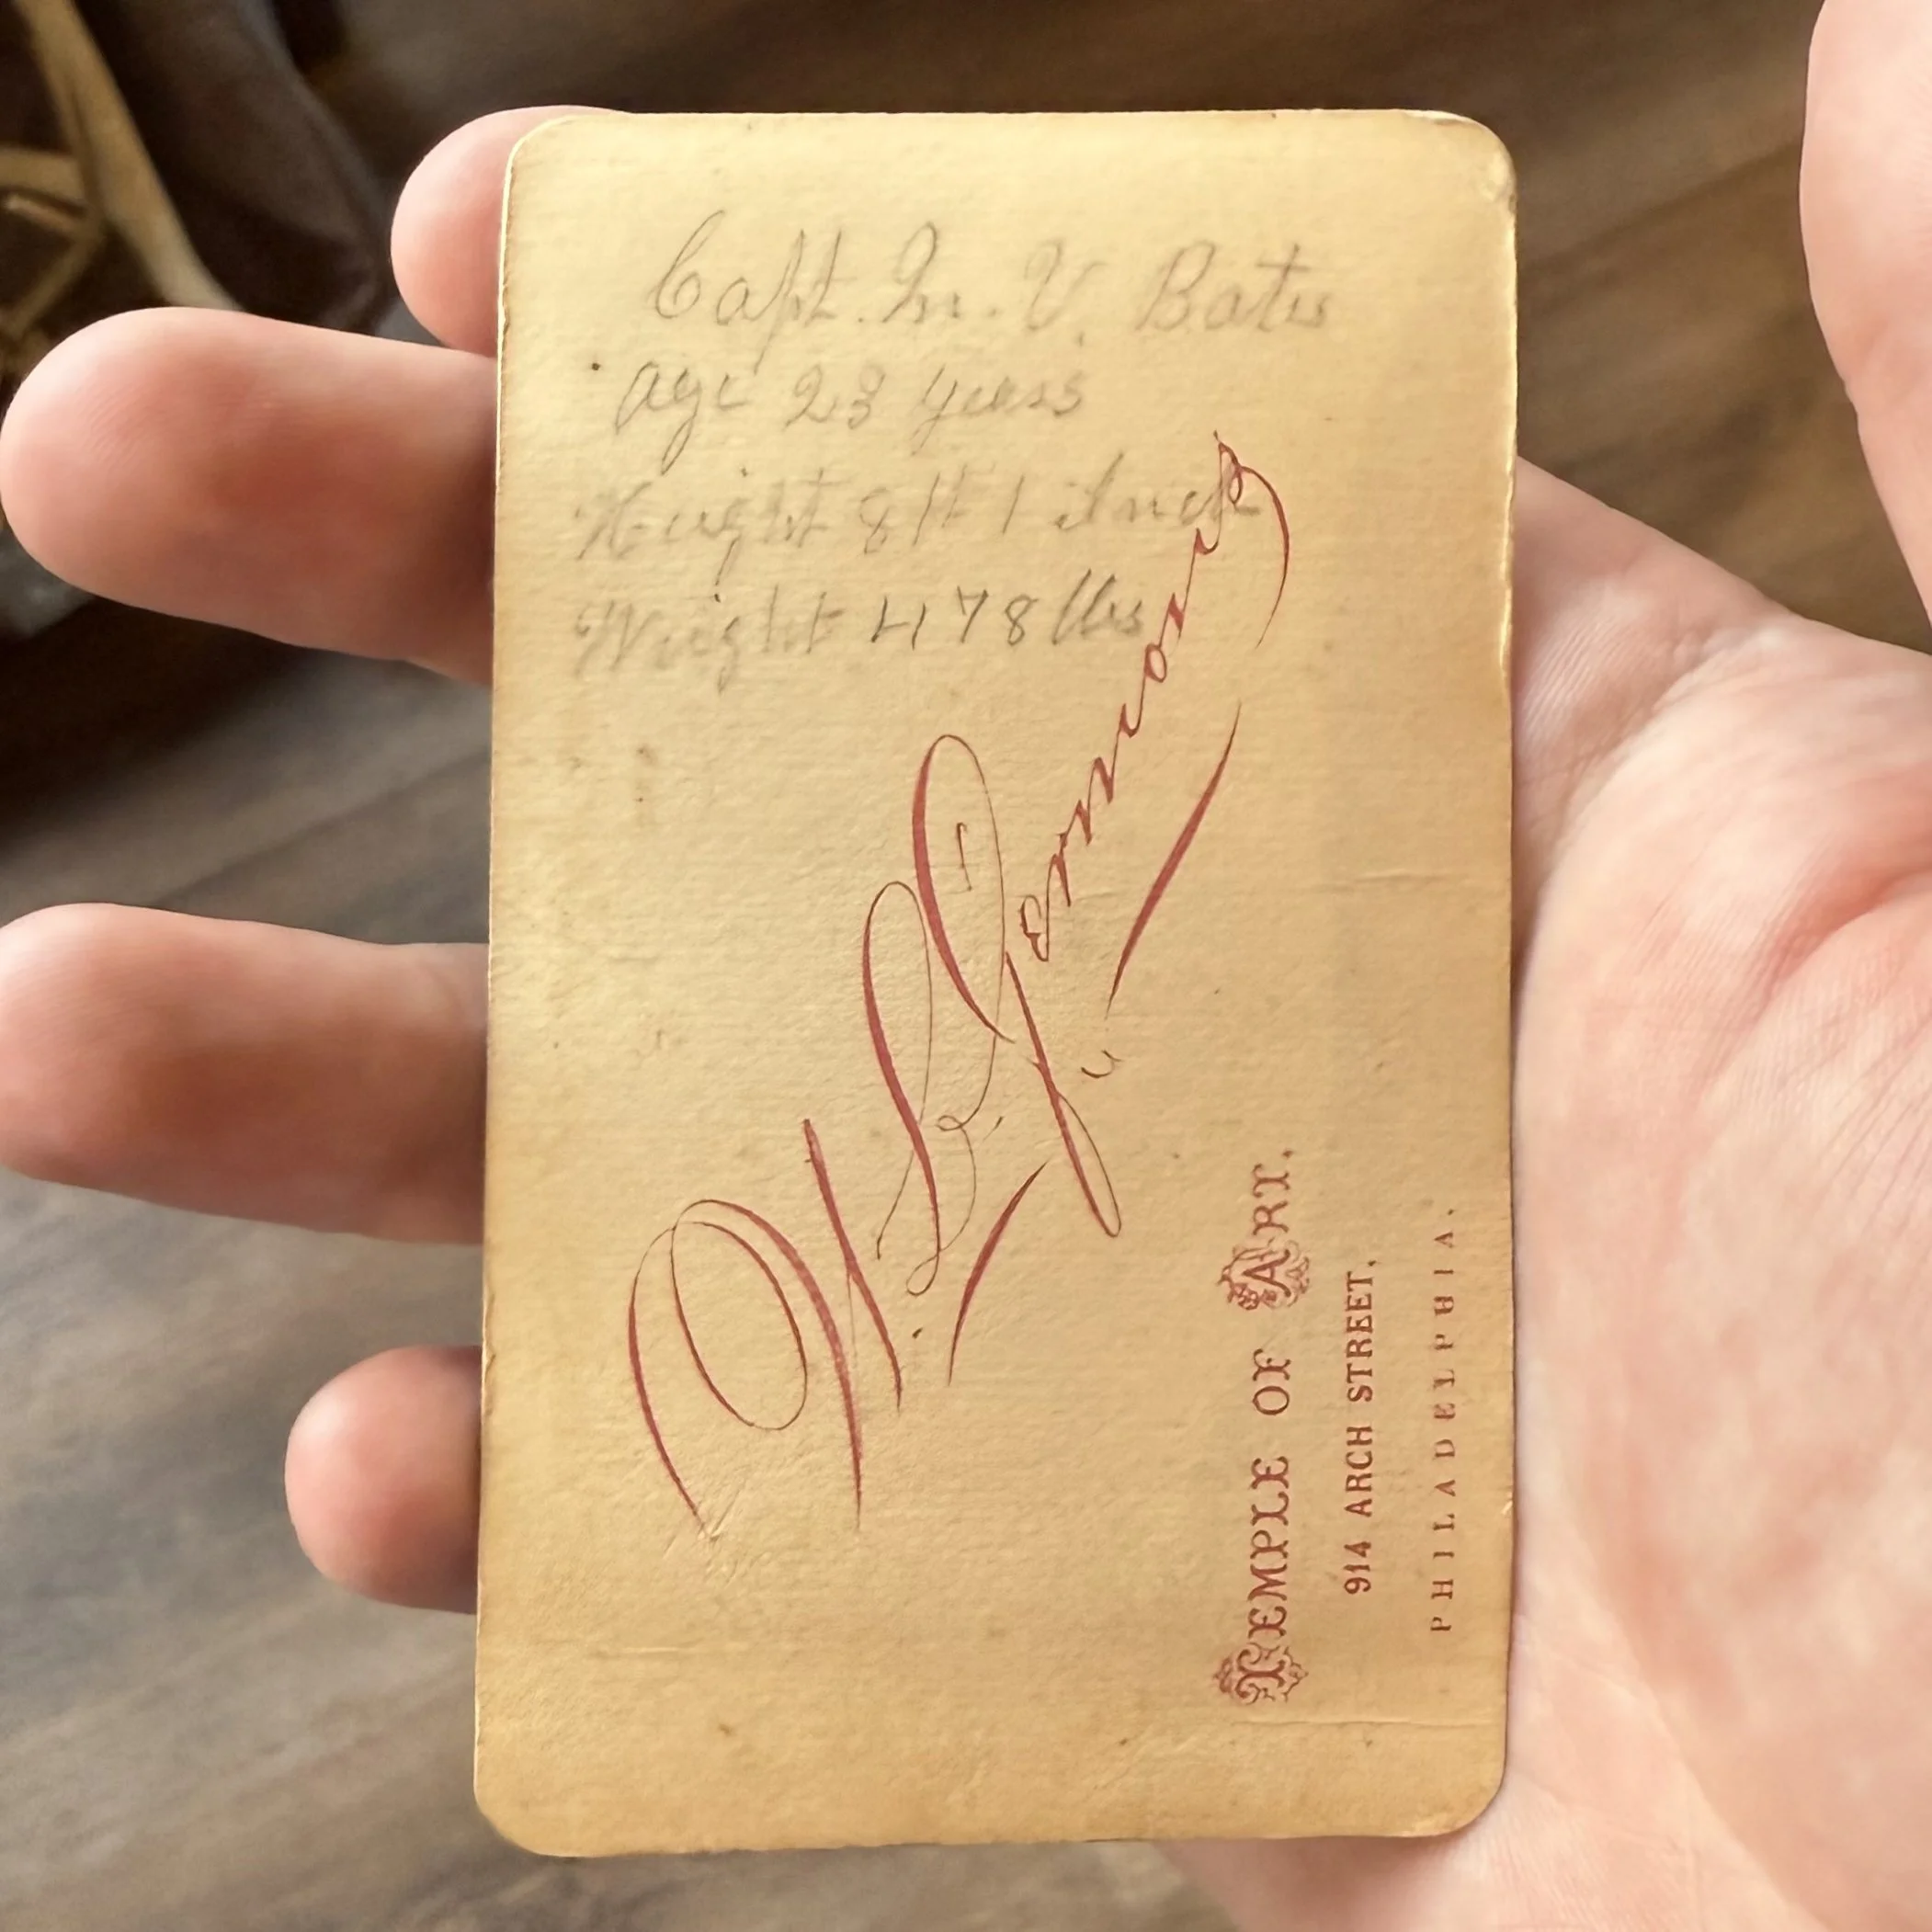 Capt. M. V. Bates
Age 23 years
Height 8 ft 1 Inch
Weight 478 lbs
W. L. Germon's
TEMPLE OF ART.
914 ARCH STREET,
PHILADELPHIA.